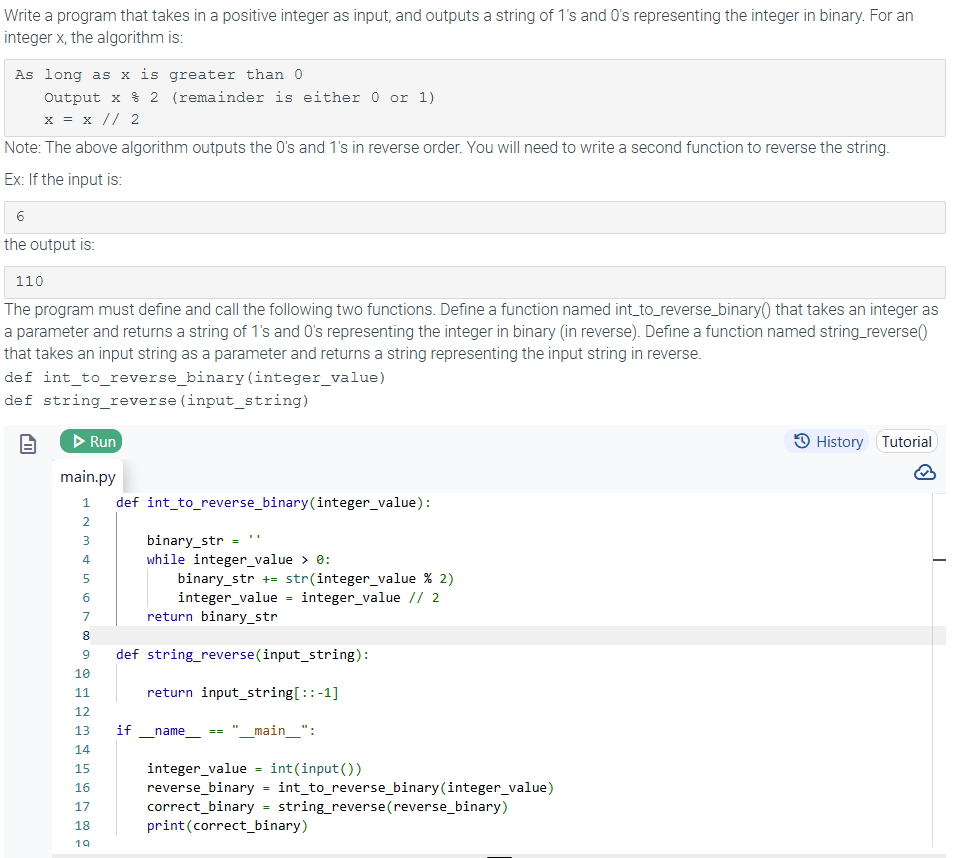 Write a program that takes in a positive integer as input, and outputs a string of 1's and 0's representing the integer in binary. For an
integer x, the algorithm is:
As long as x is greater than 0
   Output x % 2 (remainder is either 0 or 1)
   x = x // 2
Note: The above algorithm outputs the 0's and 1's in reverse order. You will need to write a second function to reverse the string.
Ex: If the input is:
6
the output is:
110
The program must define and call the following two functions. Define a function named int_to_reverse_binary() that takes an integer as
a parameter and returns a string of 1's and 0's representing the integer in binary (in reverse). Define a function named string_reverse()
that takes an input string as a parameter and returns a string representing the input string in reverse.
def int_to_reverse_binary(integer_value)
def string_reverse(input_string)
Run History Tutorial
main.py
1 def int_to_reverse_binary(integer_value):
2
3     binary_str = ''
4     while integer_value > 0:
5         binary_str += str(integer_value % 2)
6         integer_value = integer_value // 2
7     return binary_str
8
9 def string_reverse(input_string):
10
11     return input_string[::-1]
12
13 if __name__ == "__main__":
14
15     integer_value = int(input())
16     reverse_binary = int_to_reverse_binary(integer_value)
17     correct_binary = string_reverse(reverse_binary)
18     print(correct_binary)
19